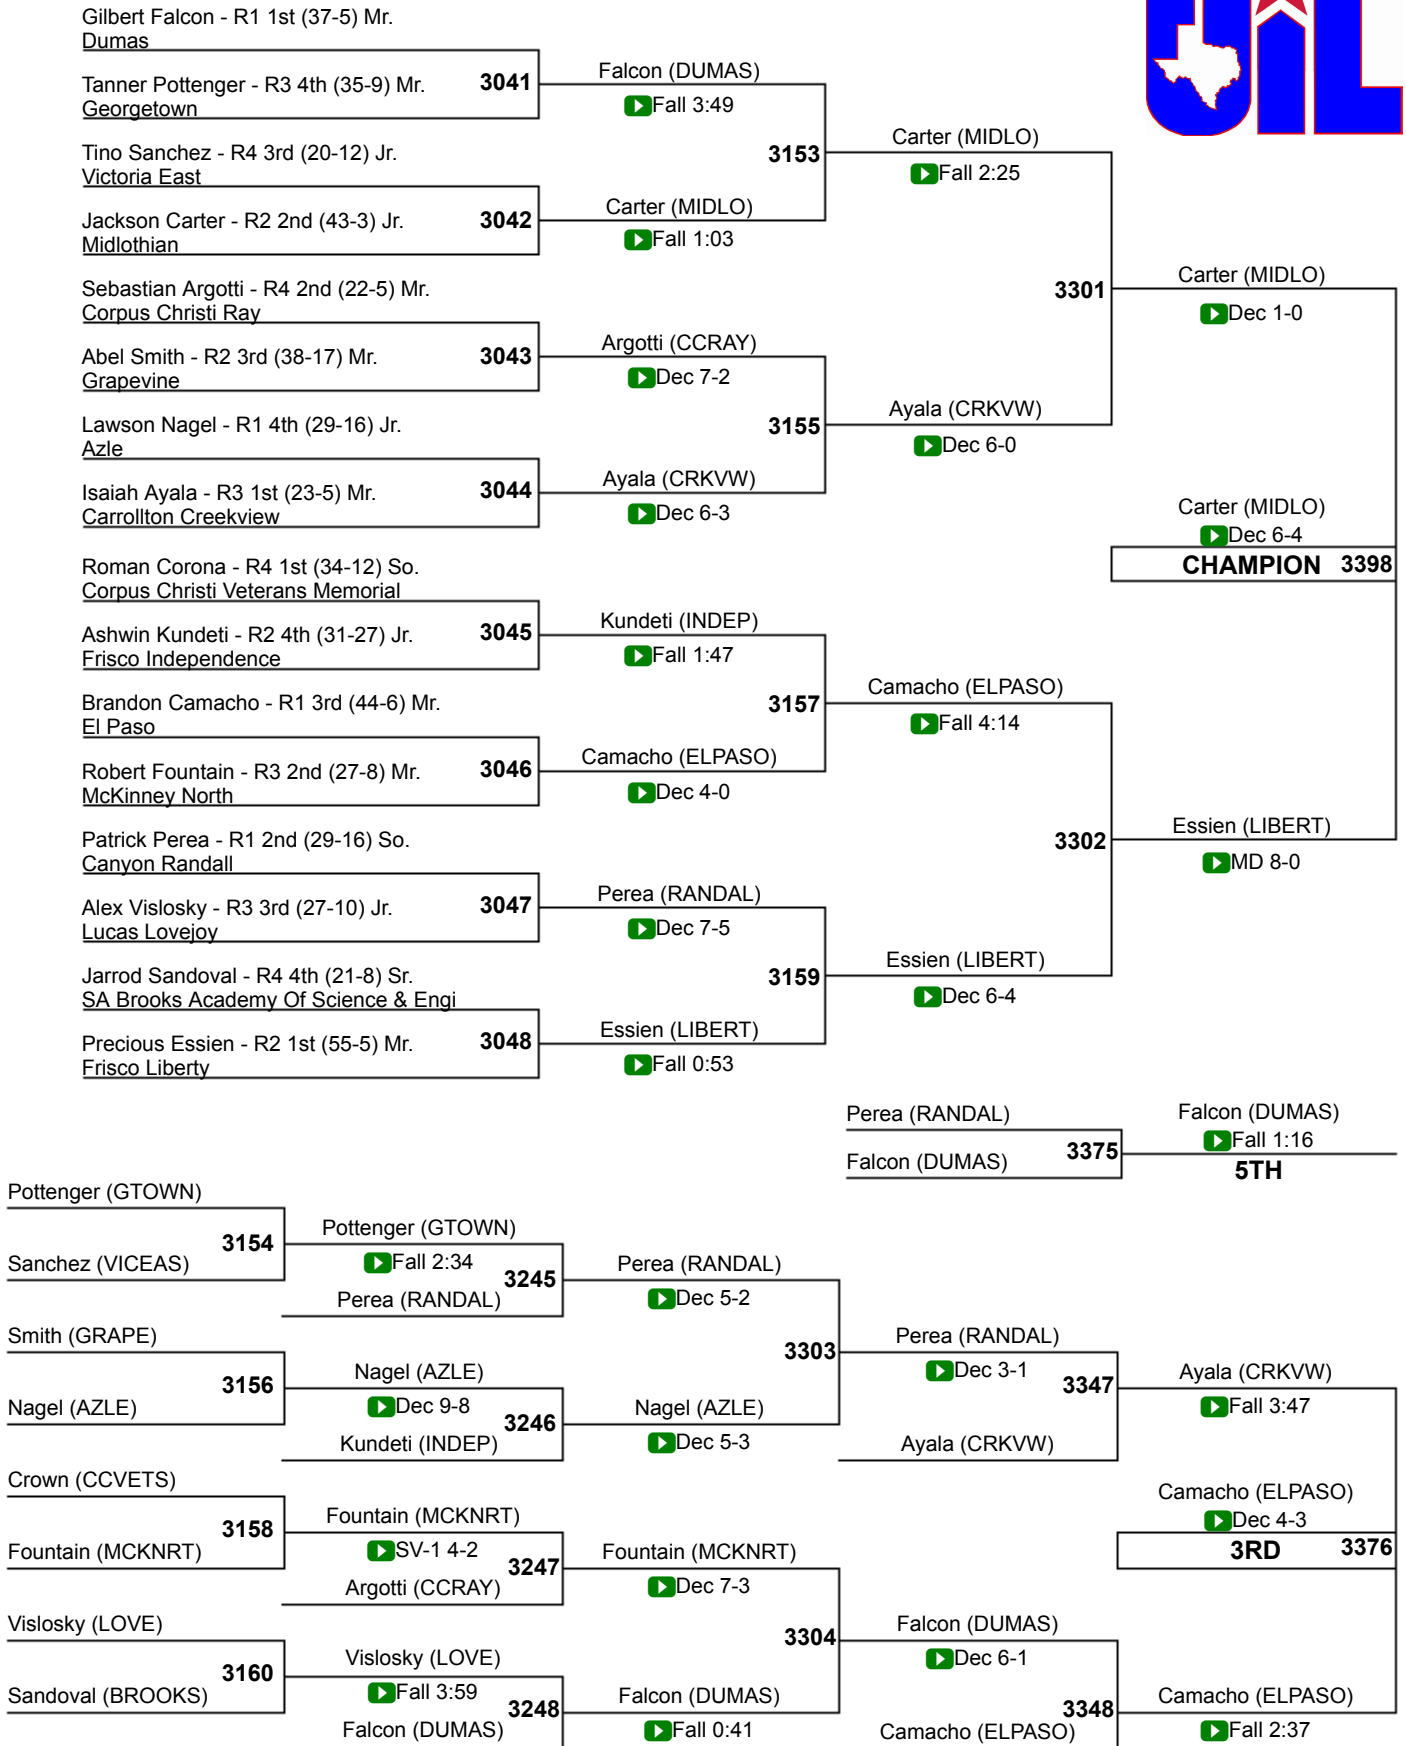 UIL
Gilbert Falcon - R1 1st (37-5) Mr.
Dumas
Tanner Pottenger - R3 4th (35-9) Mr.
Georgetown
3041
Falcon (DUMAS)
Fall 3:49
Tino Sanchez - R4 3rd (20-12) Jr.
Victoria East
Jackson Carter - R2 2nd (43-3) Jr.
Midlothian
3042
Carter (MIDLO)
Fall 1:03
3153
Carter (MIDLO)
Fall 2:25
Sebastian Argotti - R4 2nd (22-5) Mr.
Corpus Christi Ray
Abel Smith - R2 3rd (38-17) Mr.
Grapevine
3043
Argotti (CCRAY)
Dec 7-2
Lawson Nagel - R1 4th (29-16) Jr.
Azle
Isaiah Ayala - R3 1st (23-5) Mr.
Carrollton Creekview
3044
Ayala (CRKVW)
Dec 6-3
3155
Ayala (CRKVW)
Dec 6-0
3301
Carter (MIDLO)
Dec 1-0
Roman Corona - R4 1st (34-12) So.
Corpus Christi Veterans Memorial
Ashwin Kundeti - R2 4th (31-27) Jr.
Frisco Independence
3045
Kundeti (INDEP)
Fall 1:47
Brandon Camacho - R1 3rd (44-6) Mr.
El Paso
Robert Fountain - R3 2nd (27-8) Mr.
McKinney North
3046
Camacho (ELPASO)
Dec 4-0
3157
Camacho (ELPASO)
Fall 4:14
Patrick Perea - R1 2nd (29-16) So.
Canyon Randall
Alex Vislosky - R3 3rd (27-10) Jr.
Lucas Lovejoy
3047
Perea (RANDAL)
Dec 7-5
Jarrod Sandoval - R4 4th (21-8) Sr.
SA Brooks Academy Of Science & Engi
Precious Essien - R2 1st (55-5) Mr.
Frisco Liberty
3048
Essien (LIBERT)
Fall 0:53
3159
Essien (LIBERT)
Dec 6-4
3302
Essien (LIBERT)
MD 8-0
Carter (MIDLO)
Dec 6-4
CHAMPION 3398
Perea (RANDAL)
Falcon (DUMAS)
3375
Falcon (DUMAS)
Fall 1:16
5TH
Pottenger (GTOWN)
Sanchez (VICEAS)
3154
Pottenger (GTOWN)
Fall 2:34
Perea (RANDAL)
3245
Perea (RANDAL)
Dec 5-2
Smith (GRAPE)
Nagel (AZLE)
3156
Nagel (AZLE)
Dec 9-8
Kundeti (INDEP)
3246
Nagel (AZLE)
Dec 5-3
3303
Perea (RANDAL)
Dec 3-1
Ayala (CRKVW)
3347
Ayala (CRKVW)
Fall 3:47
Crown (CCVETS)
Fountain (MCKNRT)
3158
Fountain (MCKNRT)
SV-1 4-2
Argotti (CCRAY)
3247
Fountain (MCKNRT)
Dec 7-3
Vislosky (LOVE)
Sandoval (BROOKS)
3160
Vislosky (LOVE)
Fall 3:59
Falcon (DUMAS)
3248
Falcon (DUMAS)
Fall 0:41
3304
Falcon (DUMAS)
Dec 6-1
Camacho (ELPASO)
3348
Camacho (ELPASO)
Fall 2:37
Camacho (ELPASO)
Dec 4-3
3RD 3376